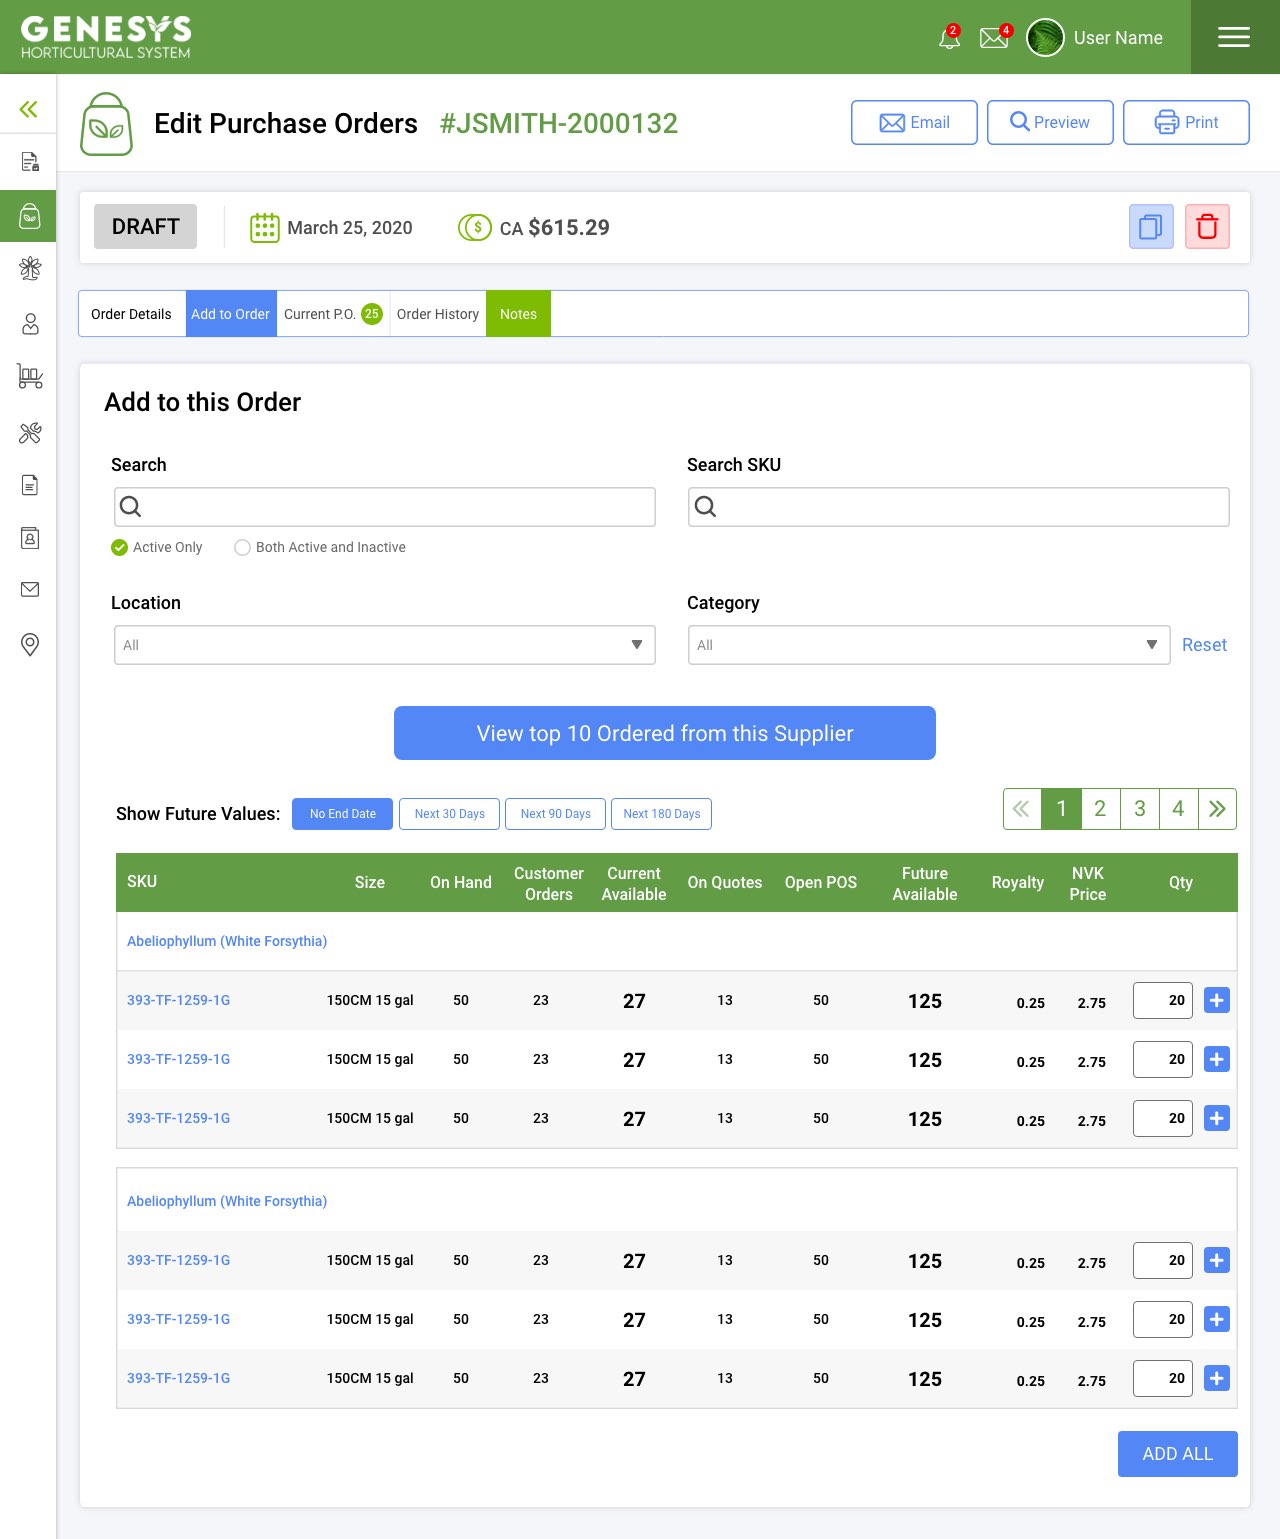 GENESYS
HORTICULTURAL SYSTEM
2
4
User Name
Edit Purchase Orders #JSMITH-2000132
Email
Preview
Print
DRAFT
March 25, 2020
$
CA $615.29
Order Details
Add to Order
Current P.O. 25
Order History
Notes
Add to this Order
Search
Search SKU
Active Only
Both Active and Inactive
Location
Category
All
All
Reset
View top 10 Ordered from this Supplier
Show Future Values:
No End Date
Next 30 Days
Next 90 Days
Next 180 Days
1 2 3 4
SKU Size On Hand Customer Orders Current Available On Quotes Open POS Future Available Royalty NVK Price Qty
Abeliophyllum (White Forsythia)
393-TF-1259-1G 150CM 15 gal 50 23 27 13 50 125 0.25 2.75 20
393-TF-1259-1G 150CM 15 gal 50 23 27 13 50 125 0.25 2.75 20
393-TF-1259-1G 150CM 15 gal 50 23 27 13 50 125 0.25 2.75 20
Abeliophyllum (White Forsythia)
393-TF-1259-1G 150CM 15 gal 50 23 27 13 50 125 0.25 2.75 20
393-TF-1259-1G 150CM 15 gal 50 23 27 13 50 125 0.25 2.75 20
393-TF-1259-1G 150CM 15 gal 50 23 27 13 50 125 0.25 2.75 20
ADD ALL